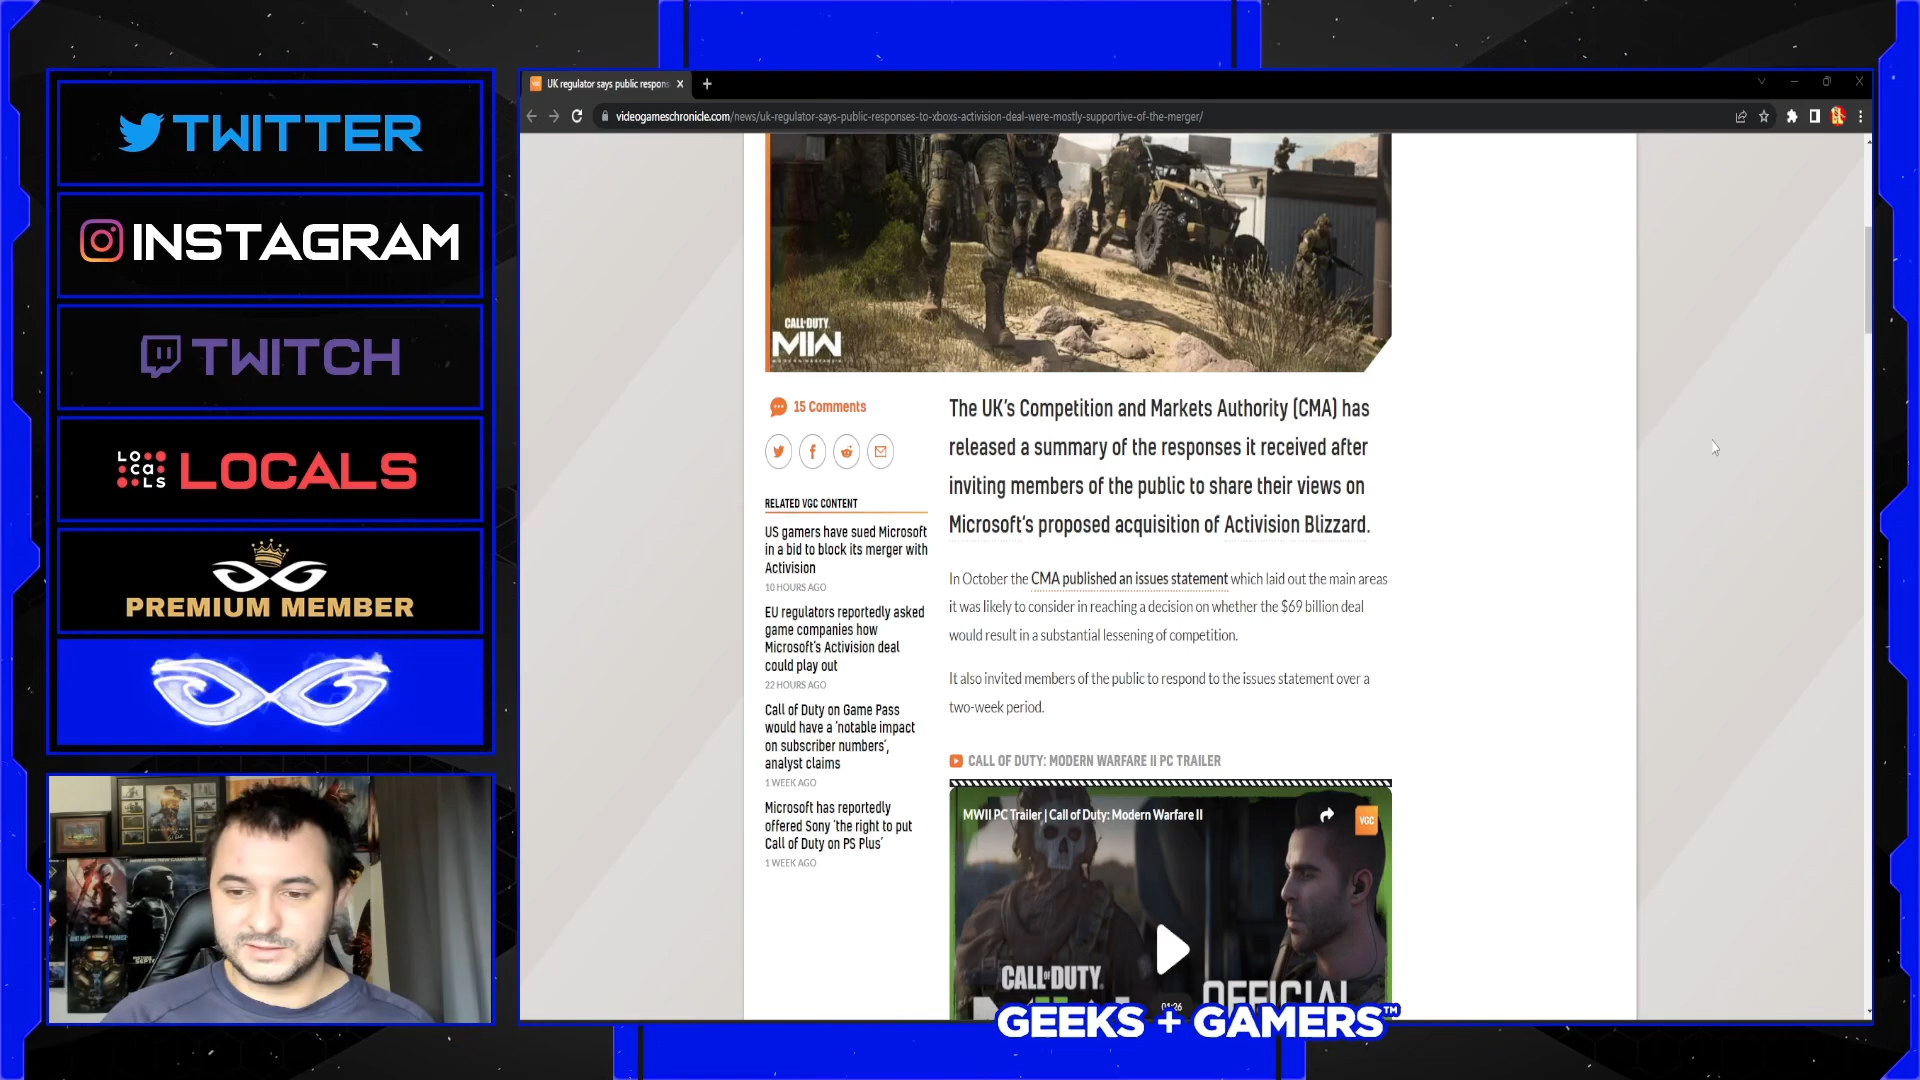 TWITTER
INSTAGRAM
TWITCH
LOCALS
LOCALS
PREMIUM MEMBER
UK regulator says public respons
videogameschronicle.com/news/uk-regulator-says-public-responses-to-xboxs-activision-deal-were-mostly-supportive-of-the-merger/
CALL OF DUTY
MW
15 Comments
RELATED VGC CONTENT
US gamers have sued Microsoft
in a bid to block its merger with
Activision
10 HOURS AGO
EU regulators reportedly asked
game companies how
Microsoft's Activision deal
could play out
22 HOURS AGO
Call of Duty on Game Pass
would have a 'notable impact
on subscriber numbers',
analyst claims
1 WEEK AGO
Microsoft has reportedly
offered Sony 'the right to put
Call of Duty on PS Plus'
1 WEEK AGO
The UK's Competition and Markets Authority (CMA) has
released a summary of the responses it received after
inviting members of the public to share their views on
Microsoft's proposed acquisition of Activision Blizzard.
In October the CMA published an issues statement which laid out the main areas
it was likely to consider in reaching a decision on whether the $69 billion deal
would result in a substantial lessening of competition.
It also invited members of the public to respond to the issues statement over a
two-week period.
CALL OF DUTY: MODERN WARFARE II PC TRAILER
MWII PC Trailer | Call of Duty: Modern Warfare II
VGC
CALL OF DUTY
OFFICIAL
01:26
GEEKS + GAMERS™